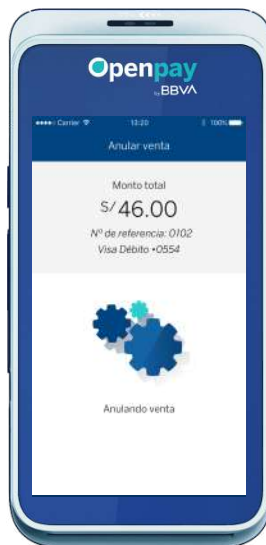 Openpay
by BBVA
Carrier 13:20 100%
Anular venta
Monto total
S/46.00
Nº de referencia: 0102
Visa Débito •0554
Anulando venta